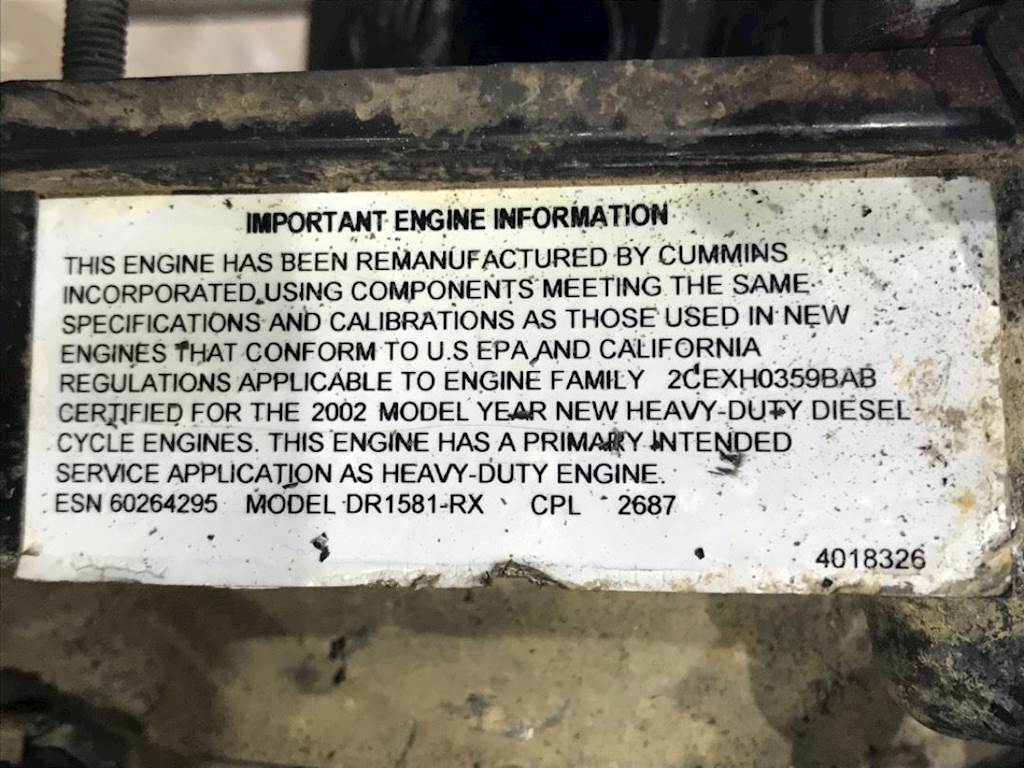 IMPORTANT ENGINE INFORMATION
THIS ENGINE HAS BEEN REMANUFACTURED BY CUMMINS
INCORPORATED USING COMPONENTS MEETING THE SAME
SPECIFICATIONS AND CALIBRATIONS AS THOSE USED IN NEW
ENGINES THAT CONFORM TO U.S EPA AND CALIFORNIA
REGULATIONS APPLICABLE TO ENGINE FAMILY 2CEXH0359BAB
CERTIFIED FOR THE 2002 MODEL YEAR NEW HEAVY-DUTY DIESEL
CYCLE ENGINES. THIS ENGINE HAS A PRIMARY INTENDED
SERVICE APPLICATION AS HEAVY-DUTY ENGINE.
ESN 60264295 MODEL DR1581-RX CPL 2687
4018326